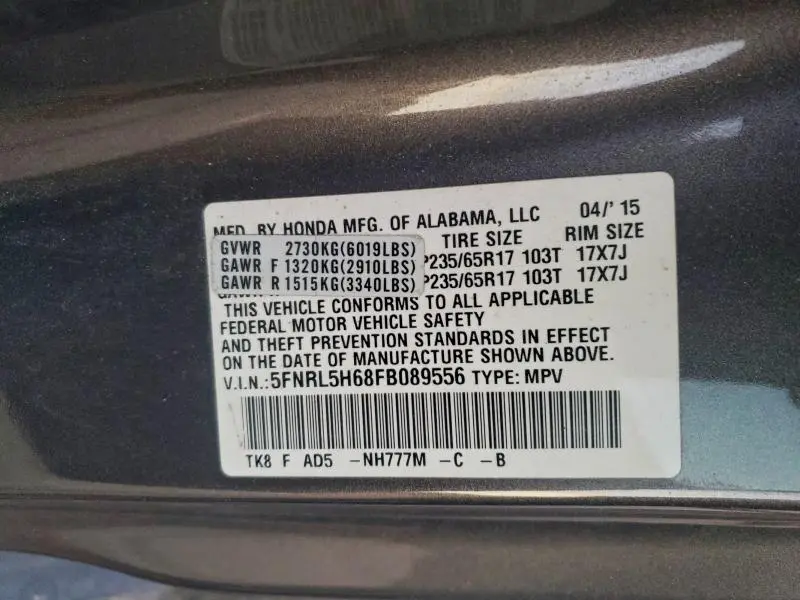 MFD. BY HONDA MFG. OF ALABAMA, LLC 04/' 15
TIRE SIZE RIM SIZE
GVWR 2730KG(6019LBS)
GAWR F 1320KG(2910LBS) P235/65R17 103T 17X7J
GAWR R 1515KG(3340LBS) P235/65R17 103T 17X7J
THIS VEHICLE CONFORMS TO ALL APPLICABLE
FEDERAL MOTOR VEHICLE SAFETY
AND THEFT PREVENTION STANDARDS IN EFFECT
ON THE DATE OF MANUFACTURE SHOWN ABOVE.
V.I.N.:5FNRL5H68FB089556 TYPE: MPV
TK8 F AD5 -NH777M -C -B